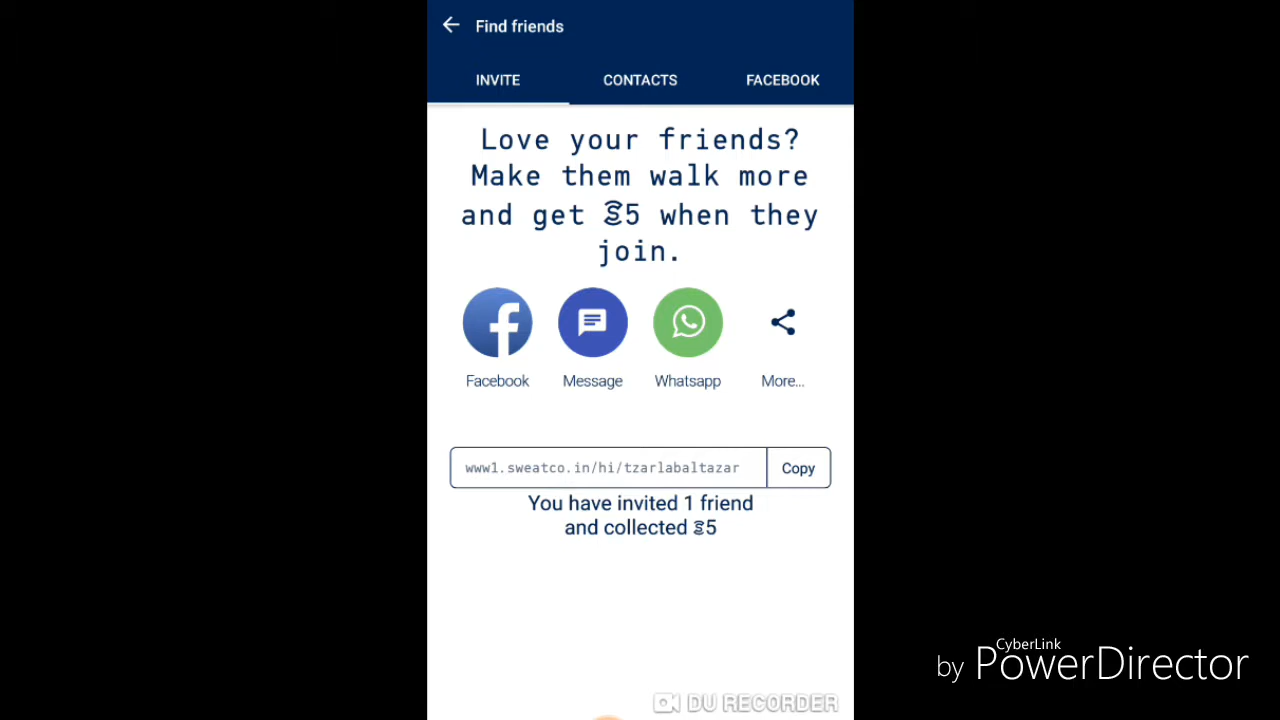 Find friends
INVITE CONTACTS FACEBOOK
Love your friends?
Make them walk more
and get 5 when they
join.
Facebook Message Whatsapp More...
www1.sweatco.in/hi/tzarlabaltazar Copy
You have invited 1 friend
and collected 5
CyberLink
by PowerDirector
DU RECORDER